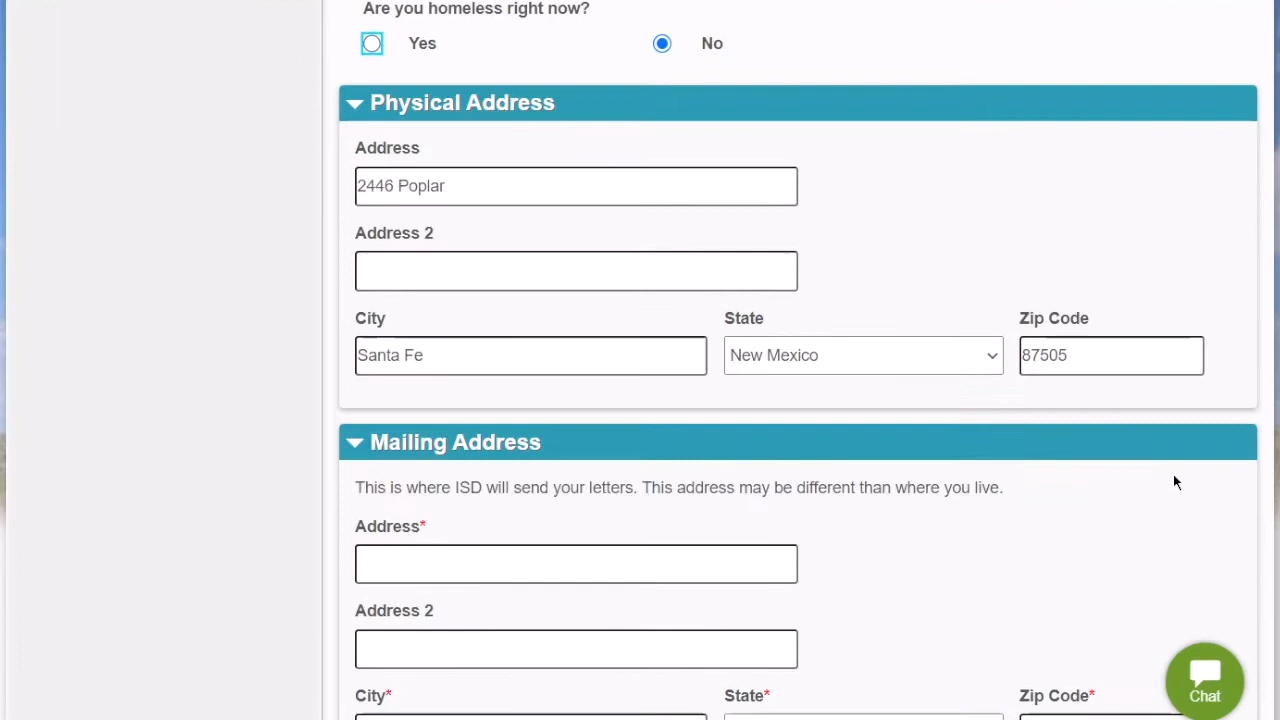 Are you homeless right now?
Yes No
Physical Address
Address
2446 Poplar
Address 2
City State Zip Code
Santa Fe New Mexico 87505
Mailing Address
This is where ISD will send your letters. This address may be different than where you live.
Address*
Address 2
City* State* Zip Code*
Chat